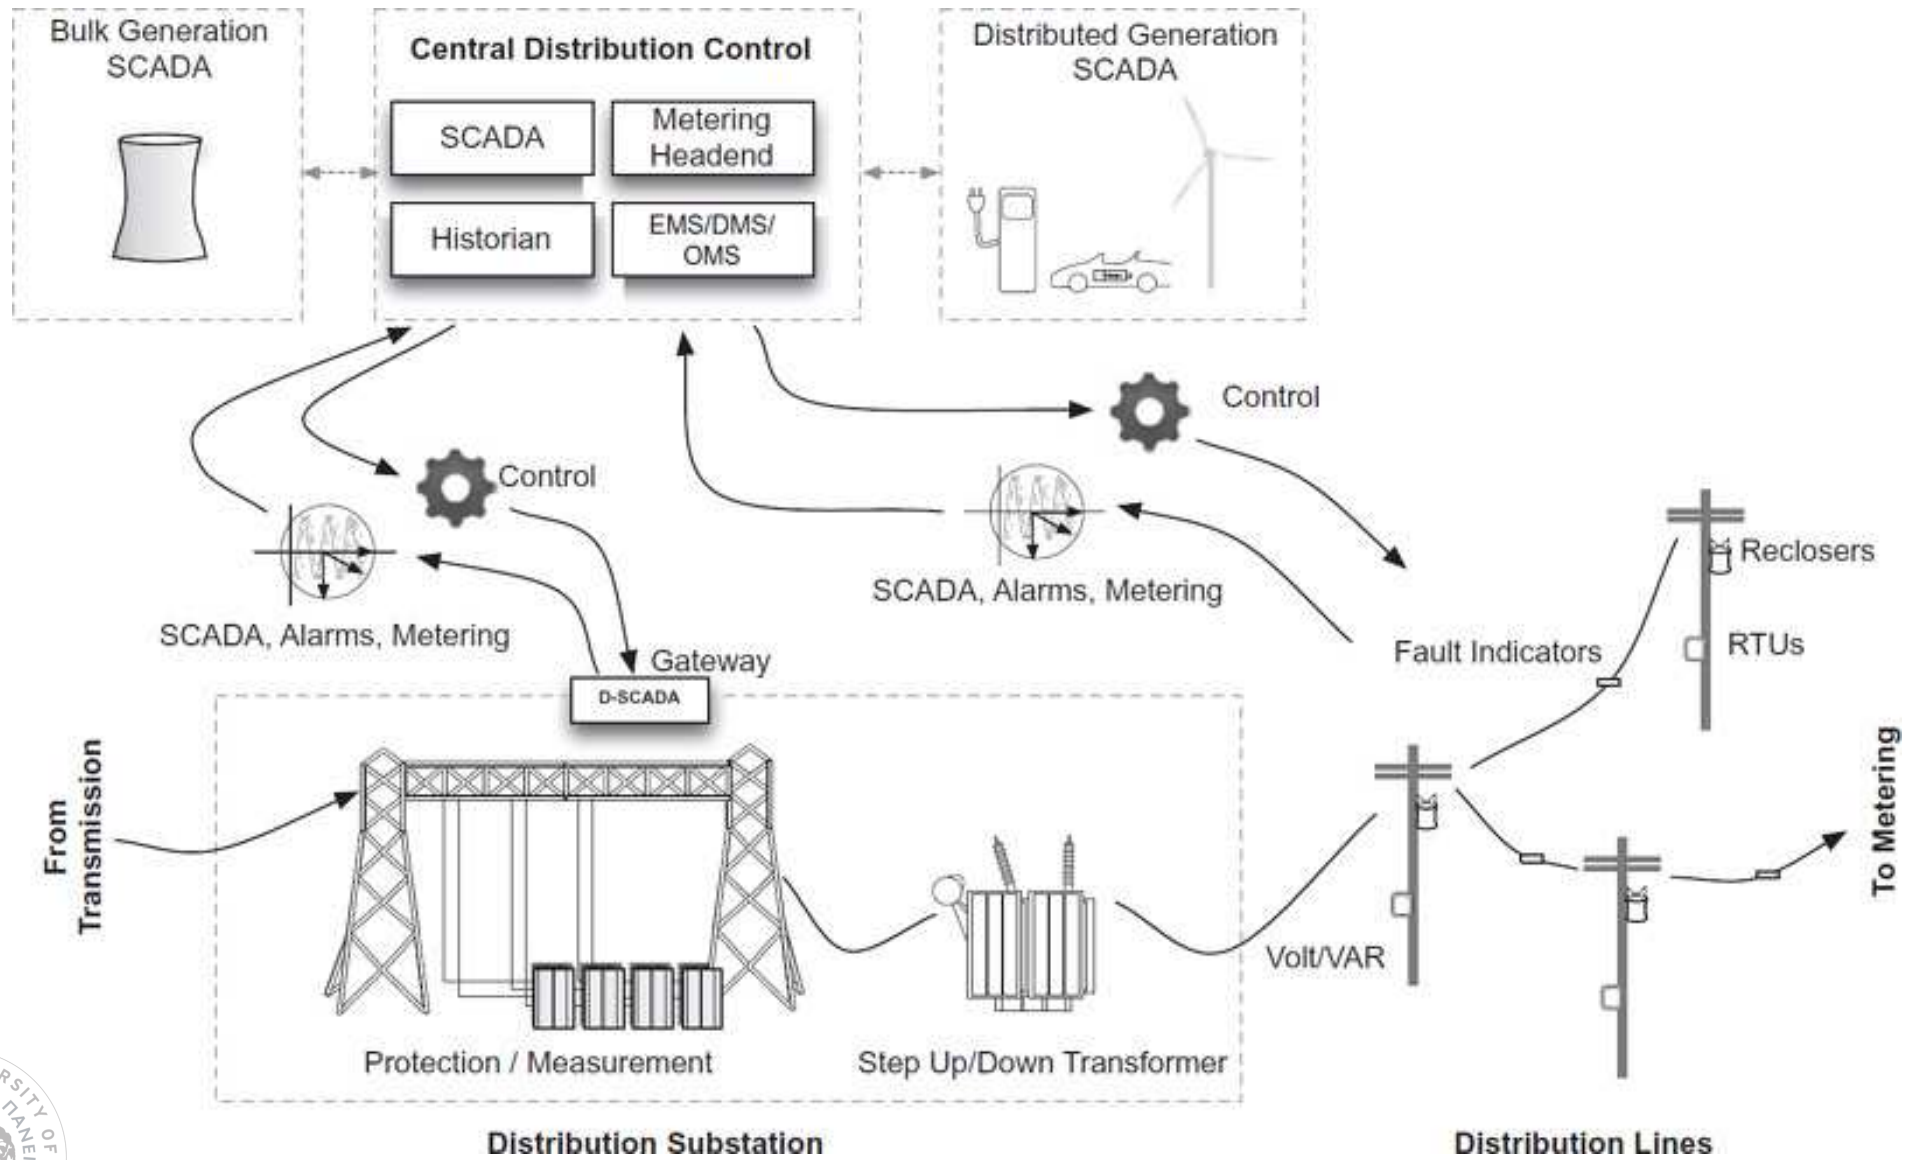 Bulk Generation
SCADA
Central Distribution Control
SCADA
Metering
Headend
Historian
EMS/DMS/
OMS
Distributed Generation
SCADA
Control
Control
SCADA, Alarms, Metering
SCADA, Alarms, Metering
Gateway
D-SCADA
Reclosers
Fault Indicators
RTUs
From
Transmission
To Metering
Volt/VAR
Protection / Measurement
Step Up/Down Transformer
Distribution Substation
Distribution Lines